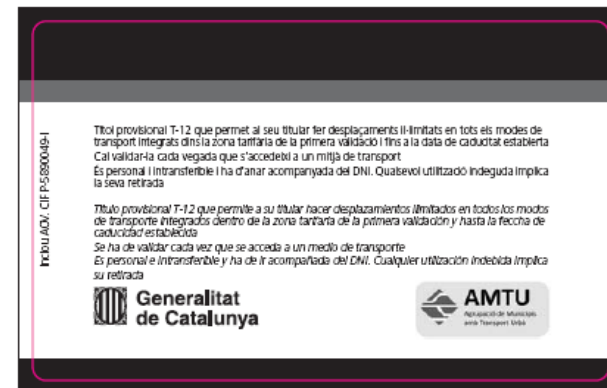 Títol provisional T-12 que permet al seu titular fer desplaçaments il·limitats en tots els modes de
transport integrats dins la zona tarifària de la primera validació i fins a la data de caducitat establerta
Cal validar-la cada vegada que s'accedeixi a un mitjà de transport
És personal i intransferible i ha d'anar acompanyada del DNI. Qualsevol utilització indeguda implica
la seva retirada
Título provisional T-12 que permite a su titular hacer desplazamientos ilimitados en todos los modos
de transporte integrados dentro de la zona tarifaria de la primera validación y hasta la feccha de
caducidad establecida
Se ha de validar cada vez que se acceda a un medio de transporte
Es personal e intransferible y ha de ir acompañada del DNI. Cualquier utilización indebida implica
su retirada
Inclou AOV. CIF P-5890049-I
Generalitat
de Catalunya
AMTU
Agrupació de Municipis
amb Transport Urbà